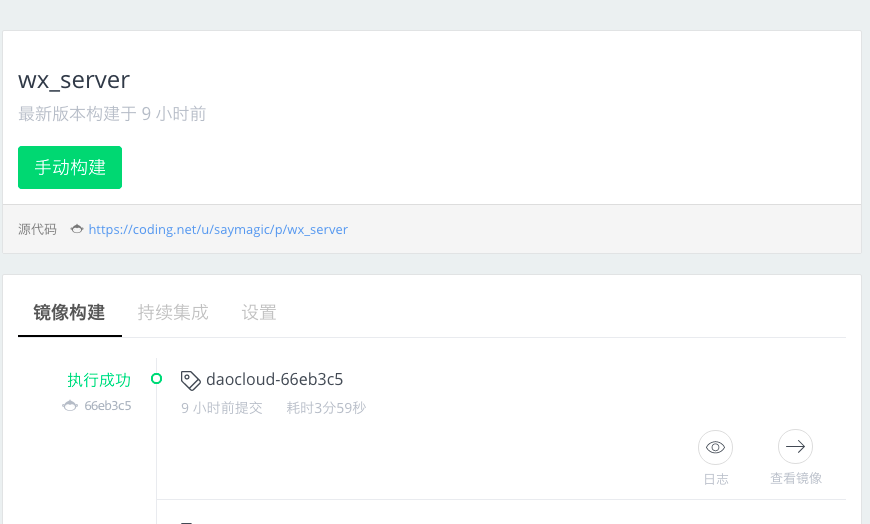 wx_server
最新版本构建于 9 小时前
手动构建
源代码 https://coding.net/u/saymagic/p/wx_server
镜像构建 持续集成 设置
执行成功 daocloud-66eb3c5
66eb3c5 9 小时前提交 耗时3分59秒
日志 查看镜像